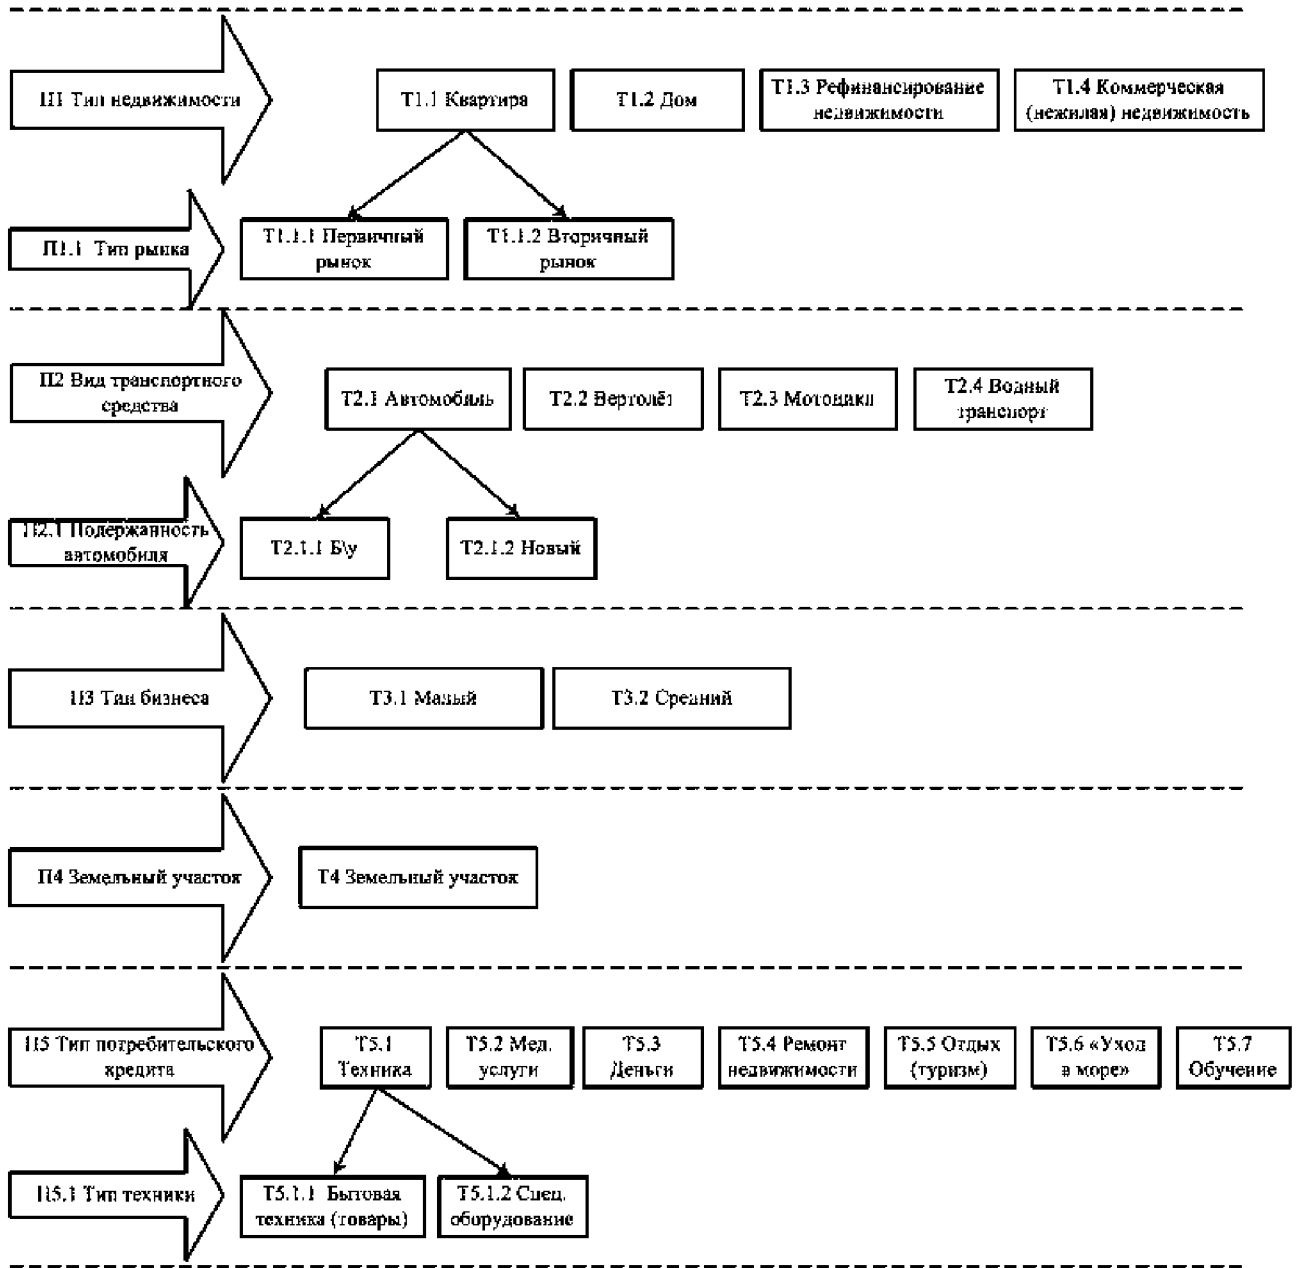 П1 Тип недвижимости
Т1.1 Квартира
Т1.2 Дом
Т1.3 Рефинансирование
недвижимости
Т1.4 Коммерческая
(нежилая) недвижимость
П1.1 Тип рынка
Т1.1.1 Первичный
рынок
Т1.1.2 Вторичный
рынок
П2 Вид транспортного
средства
Т2.1 Автомобиль
Т2.2 Вертолёт
Т2.3 Мотоцикл
Т2.4 Водный
транспорт
П2.1 Подержанность
автомобиля
Т2.1.1 Б\у
Т2.1.2 Новый
П3 Тип бизнеса
Т3.1 Малый
Т3.2 Средний
П4 Земельный участок
Т4 Земельный участок
П5 Тип потребительского
кредита
Т5.1
Техника
Т5.2 Мед.
услуги
Т5.3
Деньги
Т5.4 Ремонт
недвижимости
Т5.5 Отдых
(туризм)
Т5.6 «Уход
в море»
Т5.7
Обучение
П5.1 Тип техники
Т5.1.1 Бытовая
техника (товары)
Т5.1.2 Спец.
оборудование